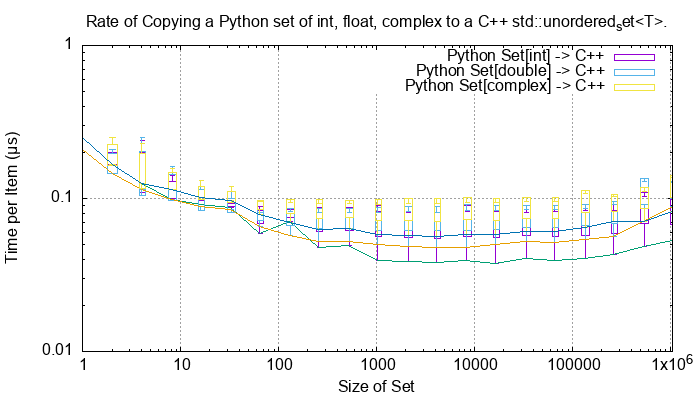 Rate of Copying a Python set of int, float, complex to a C++ std::unordered_set<T>.
Python Set[int] -> C++
Python Set[double] -> C++
Python Set[complex] -> C++
Time per Item (µs)
1
0.1
0.01
1 10 100 1000 10000 100000 1x10⁶
Size of Set